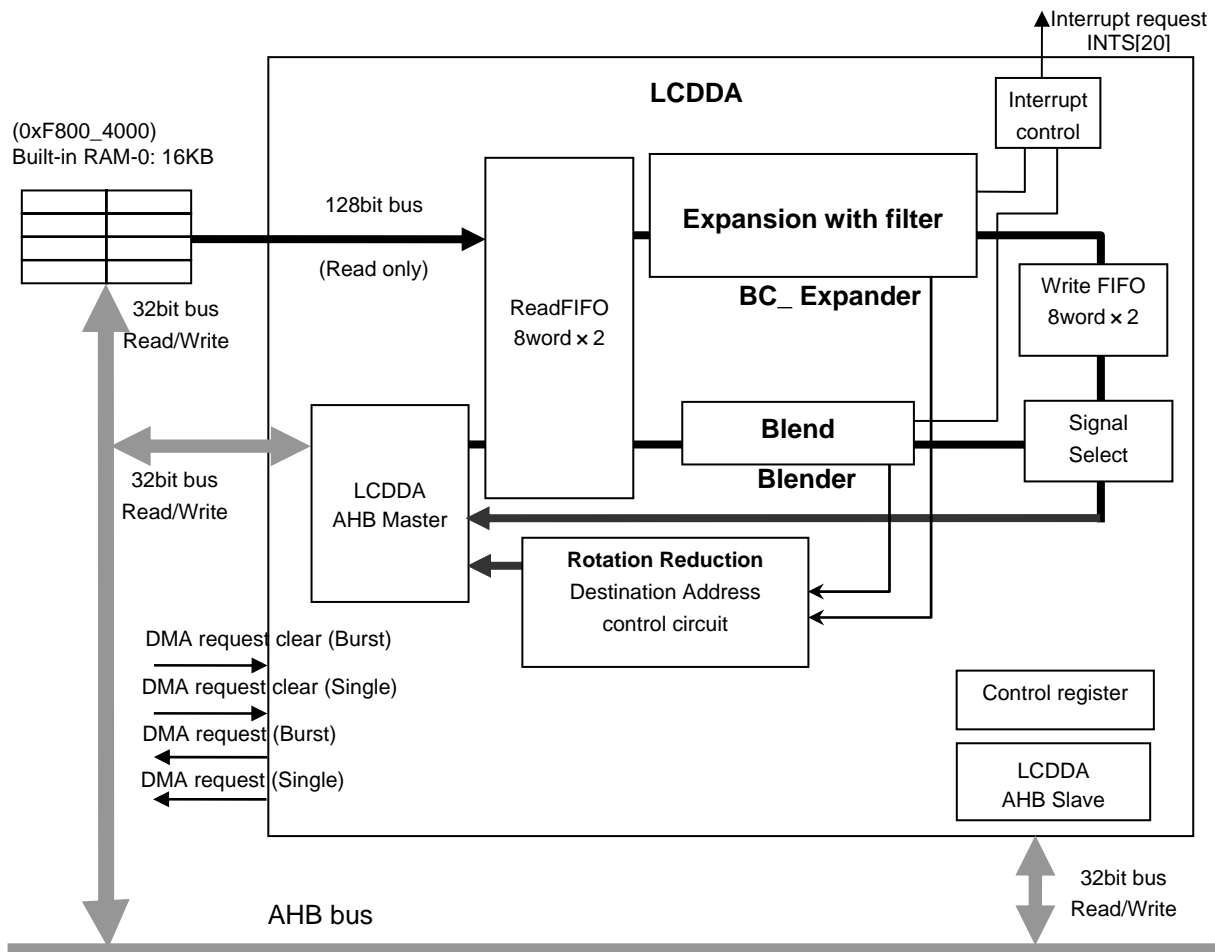 Interrupt request
INTS[20]
LCDDA
Interrupt
control
(0xF800_4000)
Built-in RAM-0: 16KB
128bit bus
(Read only)
Expansion with filter
BC_ Expander
ReadFIFO
8word × 2
Write FIFO
8word × 2
32bit bus
Read/Write
Blend
Blender
Signal
Select
32bit bus
Read/Write
LCDDA
AHB Master
Rotation Reduction
Destination Address
control circuit
DMA request clear (Burst)
DMA request clear (Single)
DMA request (Burst)
DMA request (Single)
Control register
LCDDA
AHB Slave
32bit bus
Read/Write
AHB bus